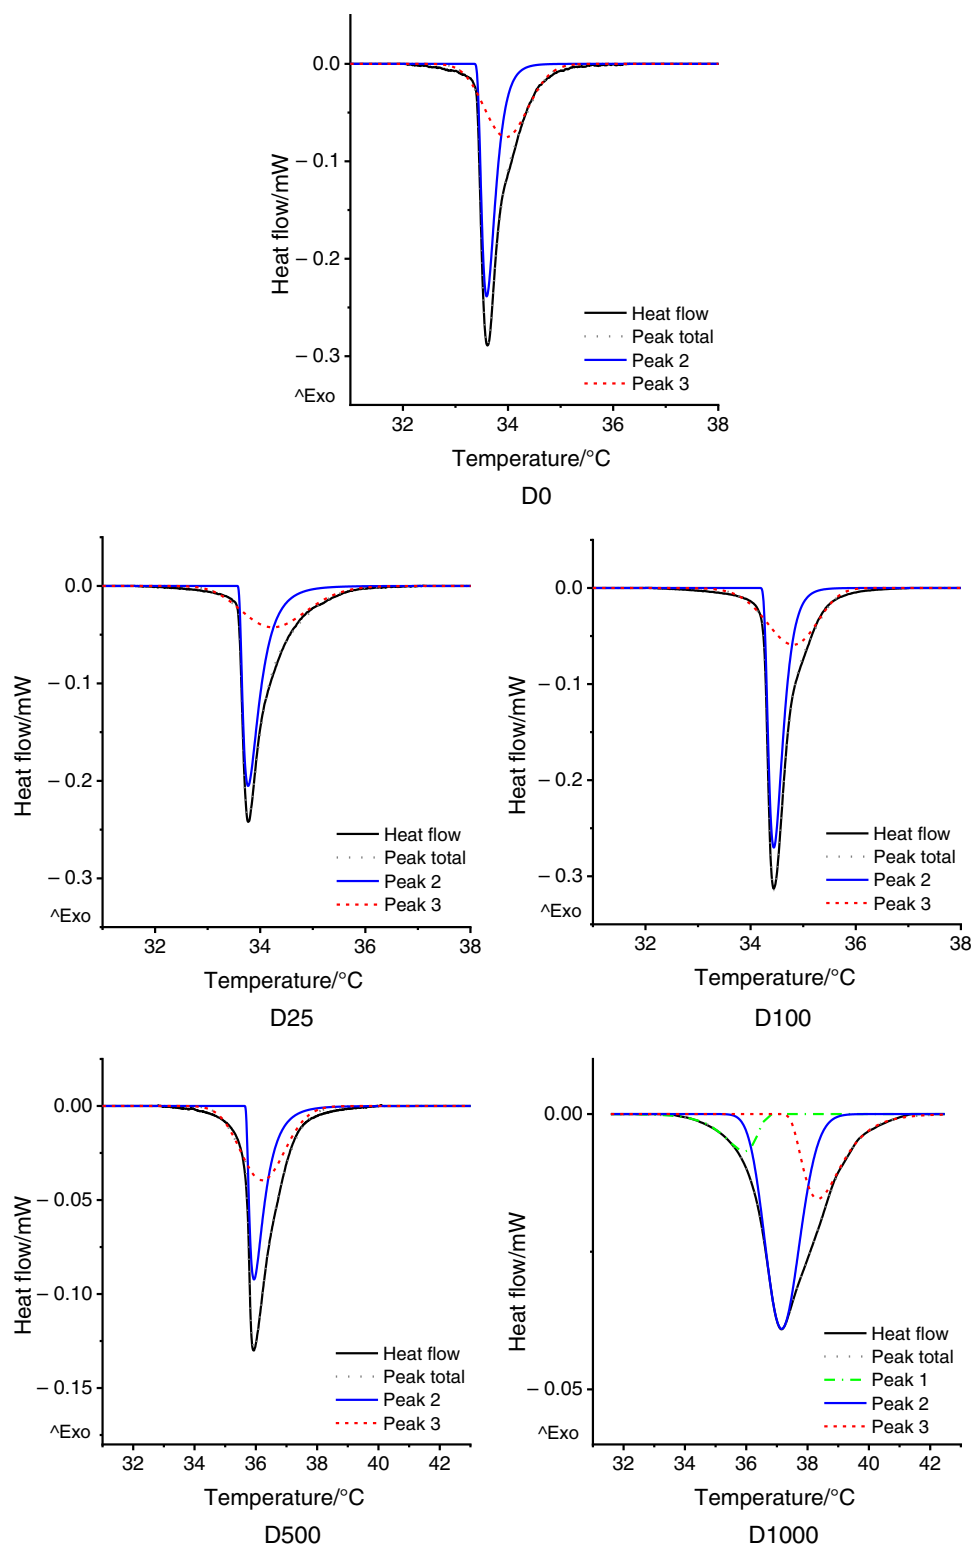 0.0
– 0.1
– 0.2
– 0.3
Heat flow/mW
^Exo
Heat flow
Peak total
Peak 2
Peak 3
32 34 36 38
Temperature/°C
D0
0.0
– 0.1
– 0.2
– 0.3
Heat flow/mW
^Exo
Heat flow
Peak total
Peak 2
Peak 3
32 34 36 38
Temperature/°C
D25
0.0
– 0.1
– 0.2
– 0.3
Heat flow/mW
^Exo
Heat flow
Peak total
Peak 2
Peak 3
32 34 36 38
Temperature/°C
D100
0.00
– 0.05
– 0.10
– 0.15
Heat flow/mW
^Exo
Heat flow
Peak total
Peak 2
Peak 3
32 34 36 38 40 42
Temperature/°C
D500
0.00
– 0.05
Heat flow/mW
^Exo
Heat flow
Peak total
Peak 1
Peak 2
Peak 3
32 34 36 38 40 42
Temperature/°C
D1000